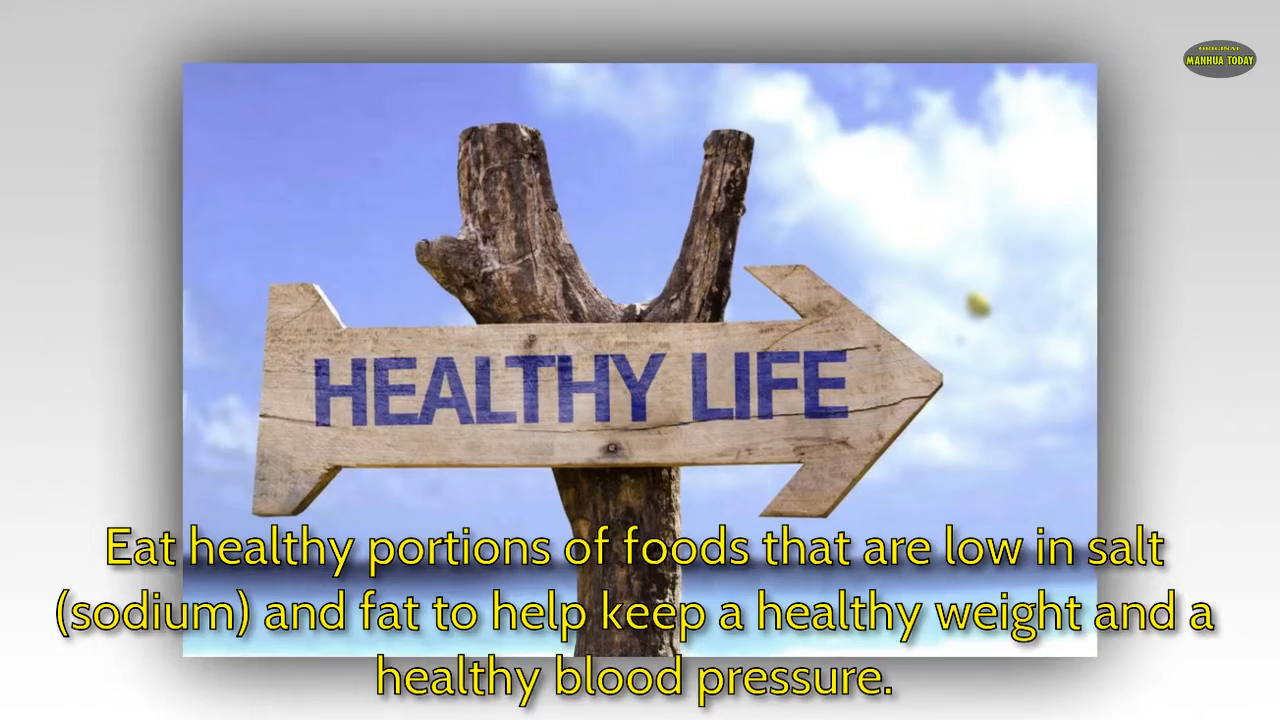 ORIGINAL
MANHUA TODAY
HEALTHY LIFE
Eat healthy portions of foods that are low in salt
(sodium) and fat to help keep a healthy weight and a
healthy blood pressure.